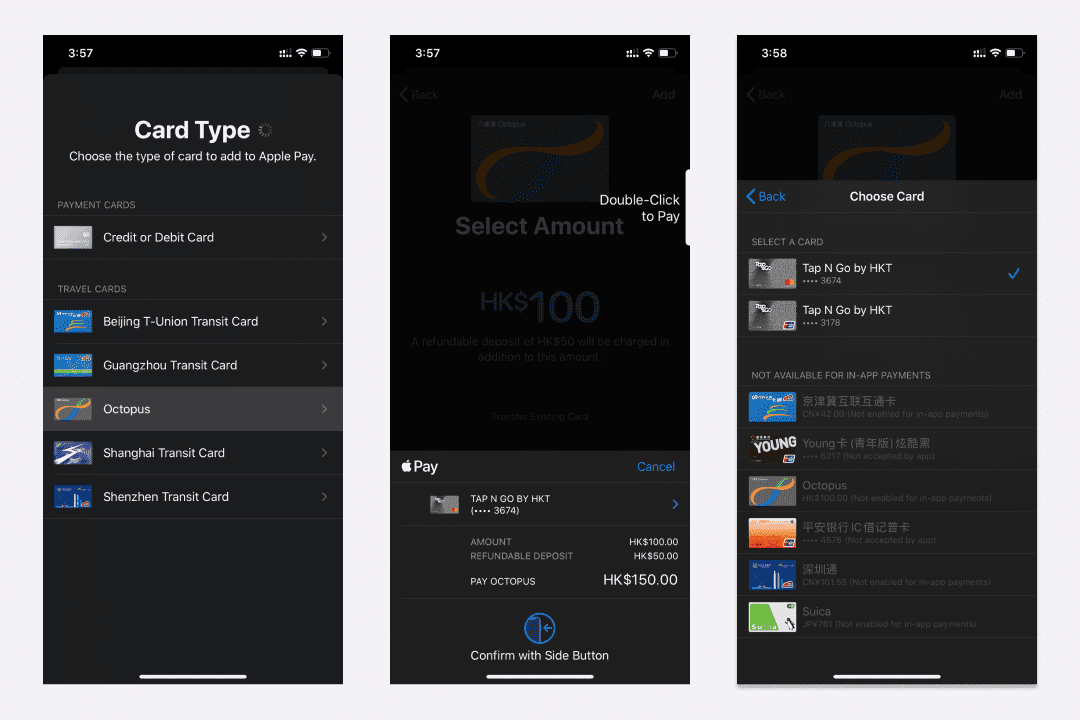 3:57
Card Type
Choose the type of card to add to Apple Pay.
PAYMENT CARDS
Credit or Debit Card
TRAVEL CARDS
Beijing T-Union Transit Card
Guangzhou Transit Card
Octopus
Shanghai Transit Card
Shenzhen Transit Card
3:57
Back
Add
八達通 Octopus
Double-Click
to Pay
Select Amount
HK$100
A refundable deposit of HK$50 will be charged in
addition to this amount.
Transfer Existing Card
Pay
Cancel
TAP N GO BY HKT
(•••• 3674)
AMOUNT HK$100.00
REFUNDABLE DEPOSIT HK$50.00
PAY OCTOPUS HK$150.00
Confirm with Side Button
3:58
Back
Add
八達通 Octopus
Back
Choose Card
SELECT A CARD
Tap N Go by HKT
•••• 3674
Tap N Go by HKT
•••• 3178
NOT AVAILABLE FOR IN-APP PAYMENTS
京津冀互联互通卡
CN¥42.00 (Not enabled for in-app payments)
YOUNG
Young卡 (青年版) 炫酷黑
•••• 6217 (Not accepted by app)
Octopus
HK$100.00 (Not enabled for in-app payments)
平安银行 IC 借记普卡
•••• 4576 (Not accepted by app)
深圳通
CN¥101.55 (Not enabled for in-app payments)
Suica
Suica
JP¥761 (Not enabled for in-app payments)